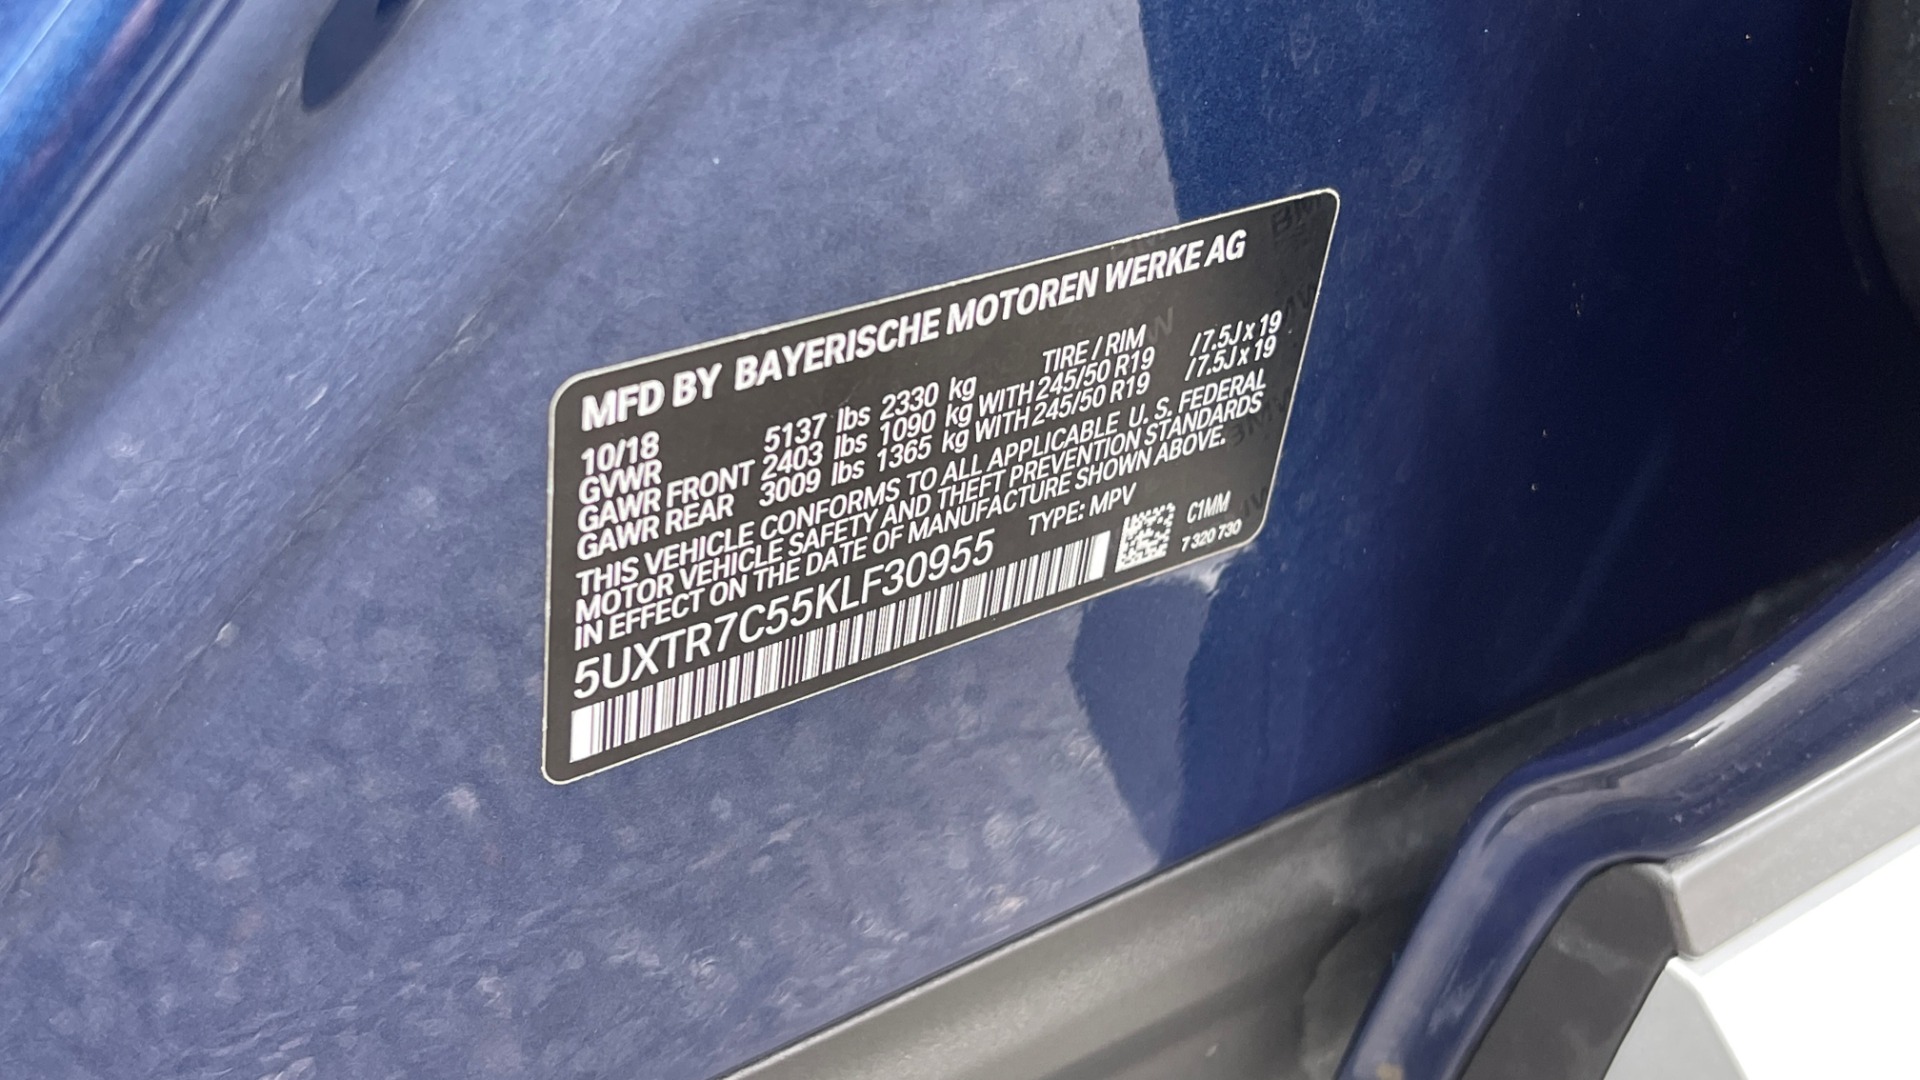 MFD BY BAYERISCHE MOTOREN WERKE AG
10/18 TIRE / RIM
GVWR 5137 lbs 2330 kg
GAWR FRONT 2403 lbs 1090 kg WITH 245/50 R19 /7.5J x 19
GAWR REAR 3009 lbs 1365 kg WITH 245/50 R19 /7.5J x 19
THIS VEHICLE CONFORMS TO ALL APPLICABLE U. S. FEDERAL
MOTOR VEHICLE SAFETY AND THEFT PREVENTION STANDARDS
IN EFFECT ON THE DATE OF MANUFACTURE SHOWN ABOVE.
5UXTR7C55KLF30955 TYPE: MPV
C1MM
7 320 730